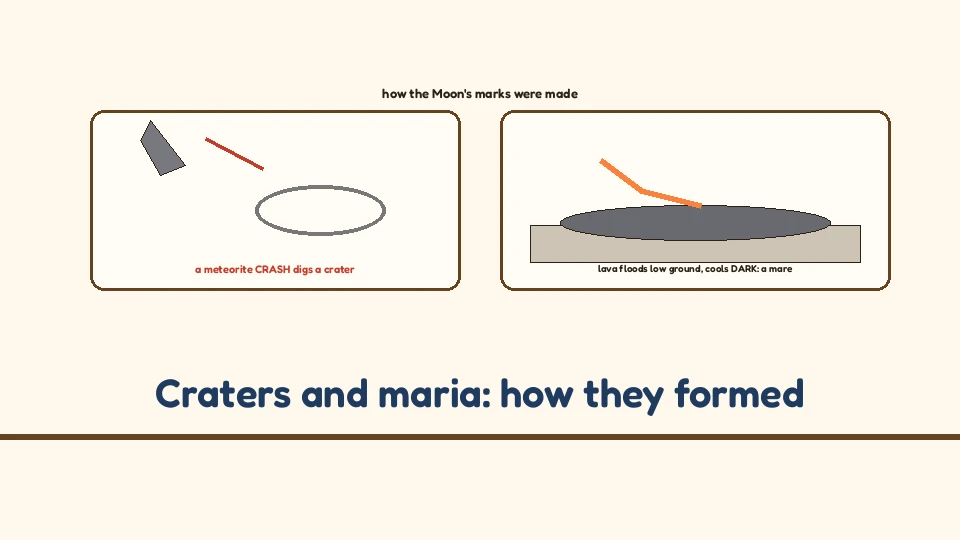 how the Moon's marks were made
a meteorite CRASH digs a crater
lava floods low ground, cools DARK: a mare
Craters and maria: how they formed